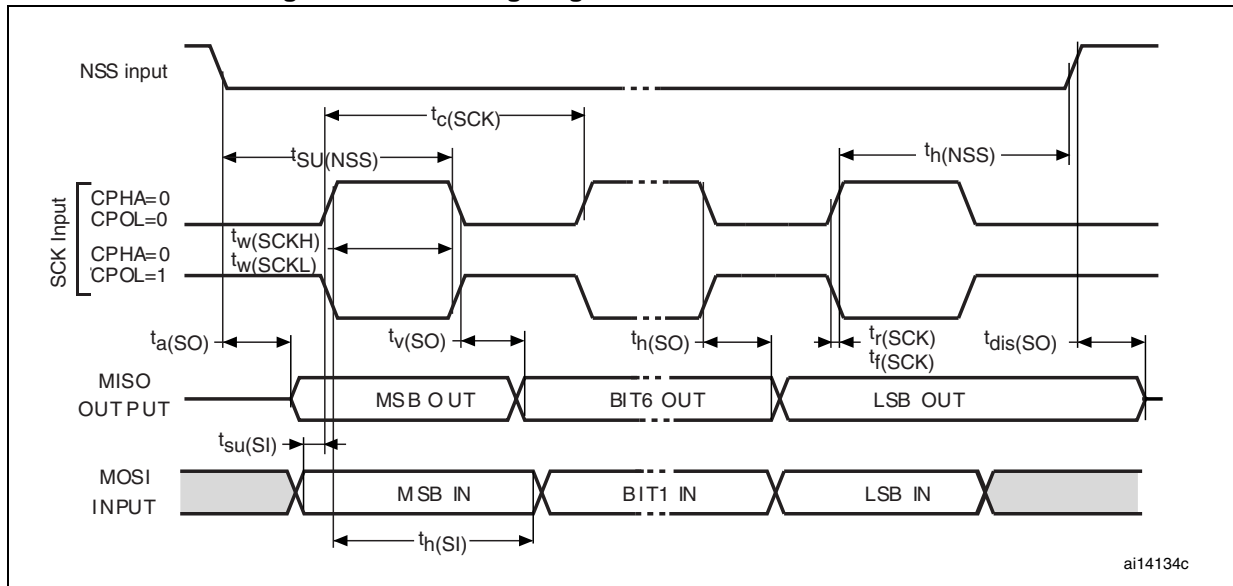 NSS input
tc(SCK)
tSU(NSS)
th(NSS)
SCK Input
CPHA=0
CPOL=0
tw(SCKH)
CPHA=0
tw(SCKL)
CPOL=1
ta(SO)
tv(SO)
th(SO)
tr(SCK)
tf(SCK)
tdis(SO)
MISO
OUTPUT
MSB OUT
BIT6 OUT
LSB OUT
tsu(SI)
MOSI
INPUT
MSB IN
BIT1 IN
LSB IN
th(SI)
ai14134c